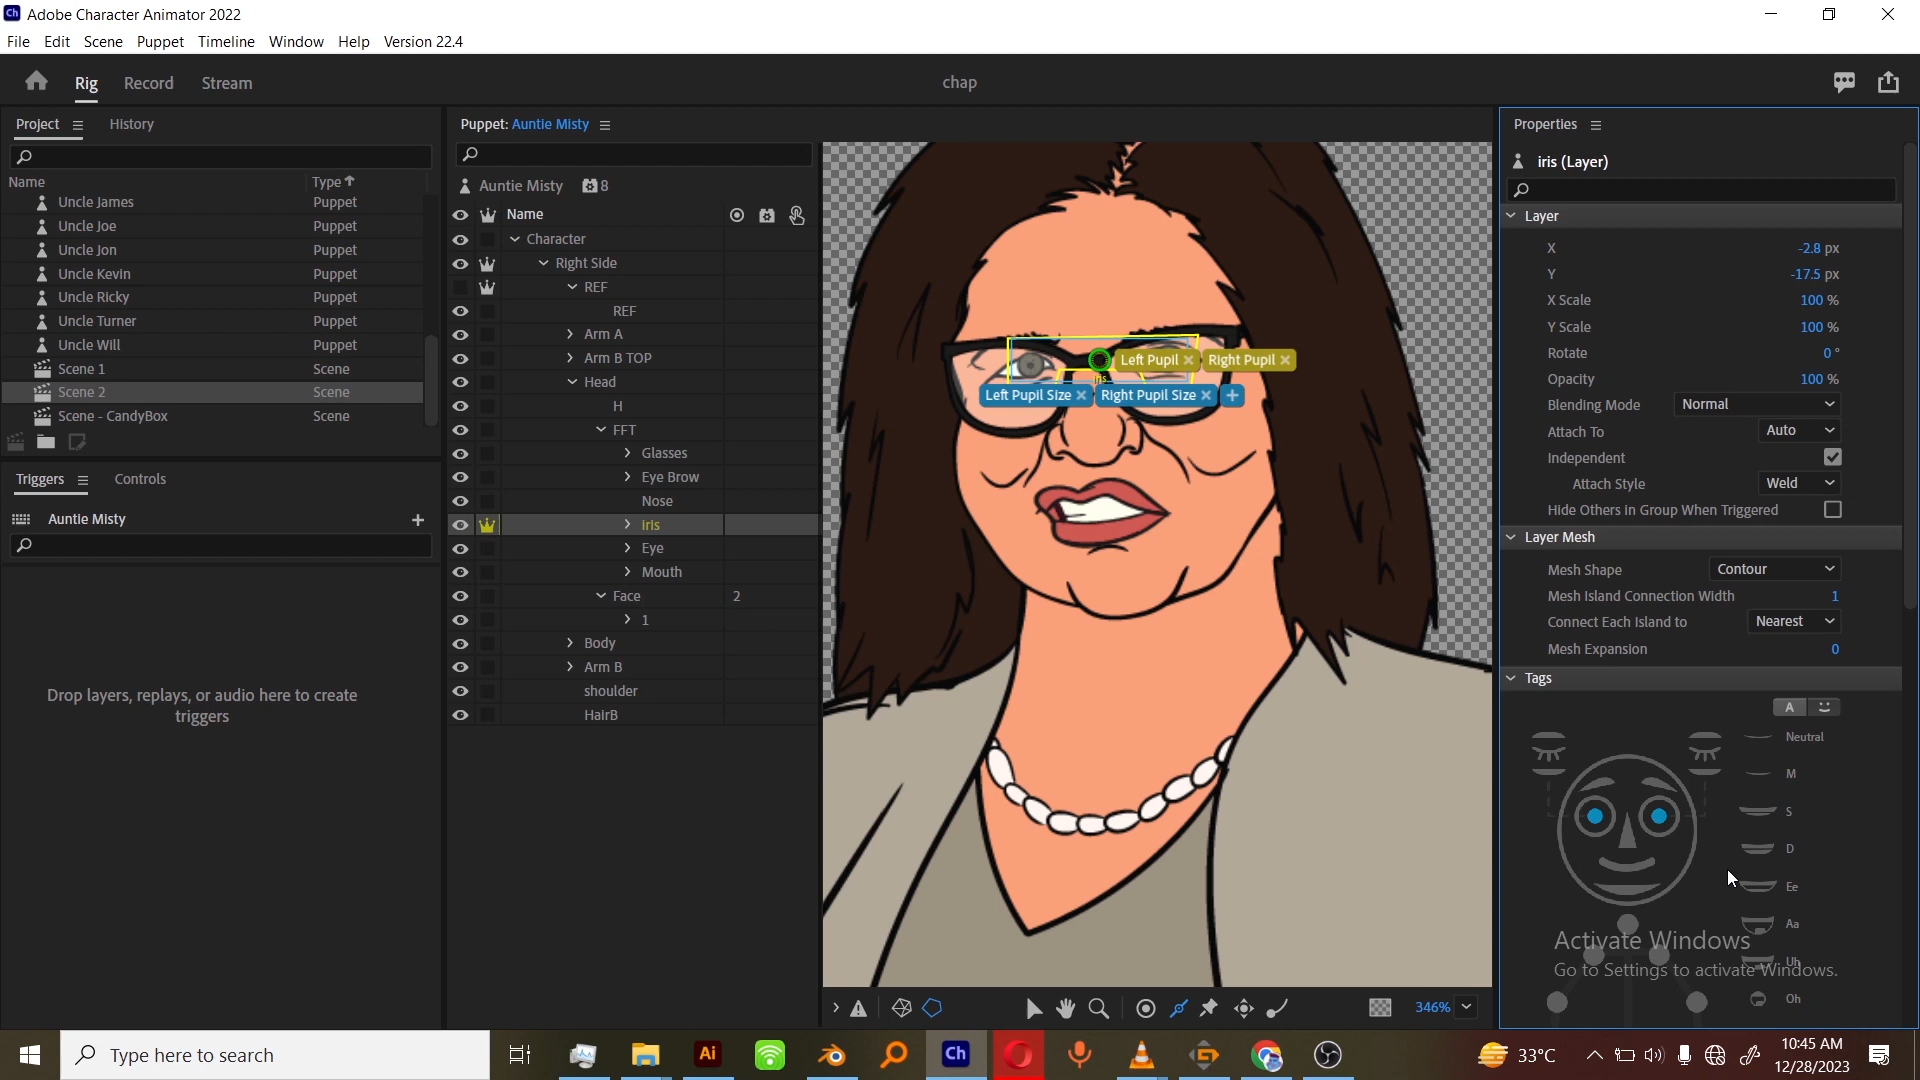 Ch Adobe Character Animator 2022
File Edit Scene Puppet Timeline Window Help Version 22.4
Rig Record Stream chap
Project History
Name Type
Uncle James Puppet
Uncle Joe Puppet
Uncle Jon Puppet
Uncle Kevin Puppet
Uncle Ricky Puppet
Uncle Turner Puppet
Uncle Will Puppet
Scene 1 Scene
Scene 2 Scene
Scene - CandyBox Scene
Triggers Controls
Auntie Misty +
Drop layers, replays, or audio here to create
triggers
Puppet: Auntie Misty
Auntie Misty 8
Name
Character
Right Side
REF
REF
Arm A
Arm B TOP
Head
H
FFT
Glasses
Eye Brow
Nose
Iris
Eye
Mouth
Face 2
1
Body
Arm B
shoulder
HairB
Left Pupil × Right Pupil ×
Iris
Left Pupil Size × Right Pupil Size × +
346%
Properties
iris (Layer)
Layer
X -2.8 px
Y -17.5 px
X Scale 100 %
Y Scale 100 %
Rotate 0 °
Opacity 100 %
Blending Mode Normal
Attach To Auto
Independent
Attach Style Weld
Hide Others in Group When Triggered
Layer Mesh
Mesh Shape Contour
Mesh Island Connection Width 1
Connect Each Island to Nearest
Mesh Expansion 0
Tags
A
Neutral
M
S
D
Ee
Aa
Uh
Oh
Activate Windows
Go to Settings to activate Windows.
Type here to search
Ai
Ch
33°C
10:45 AM
12/28/2023